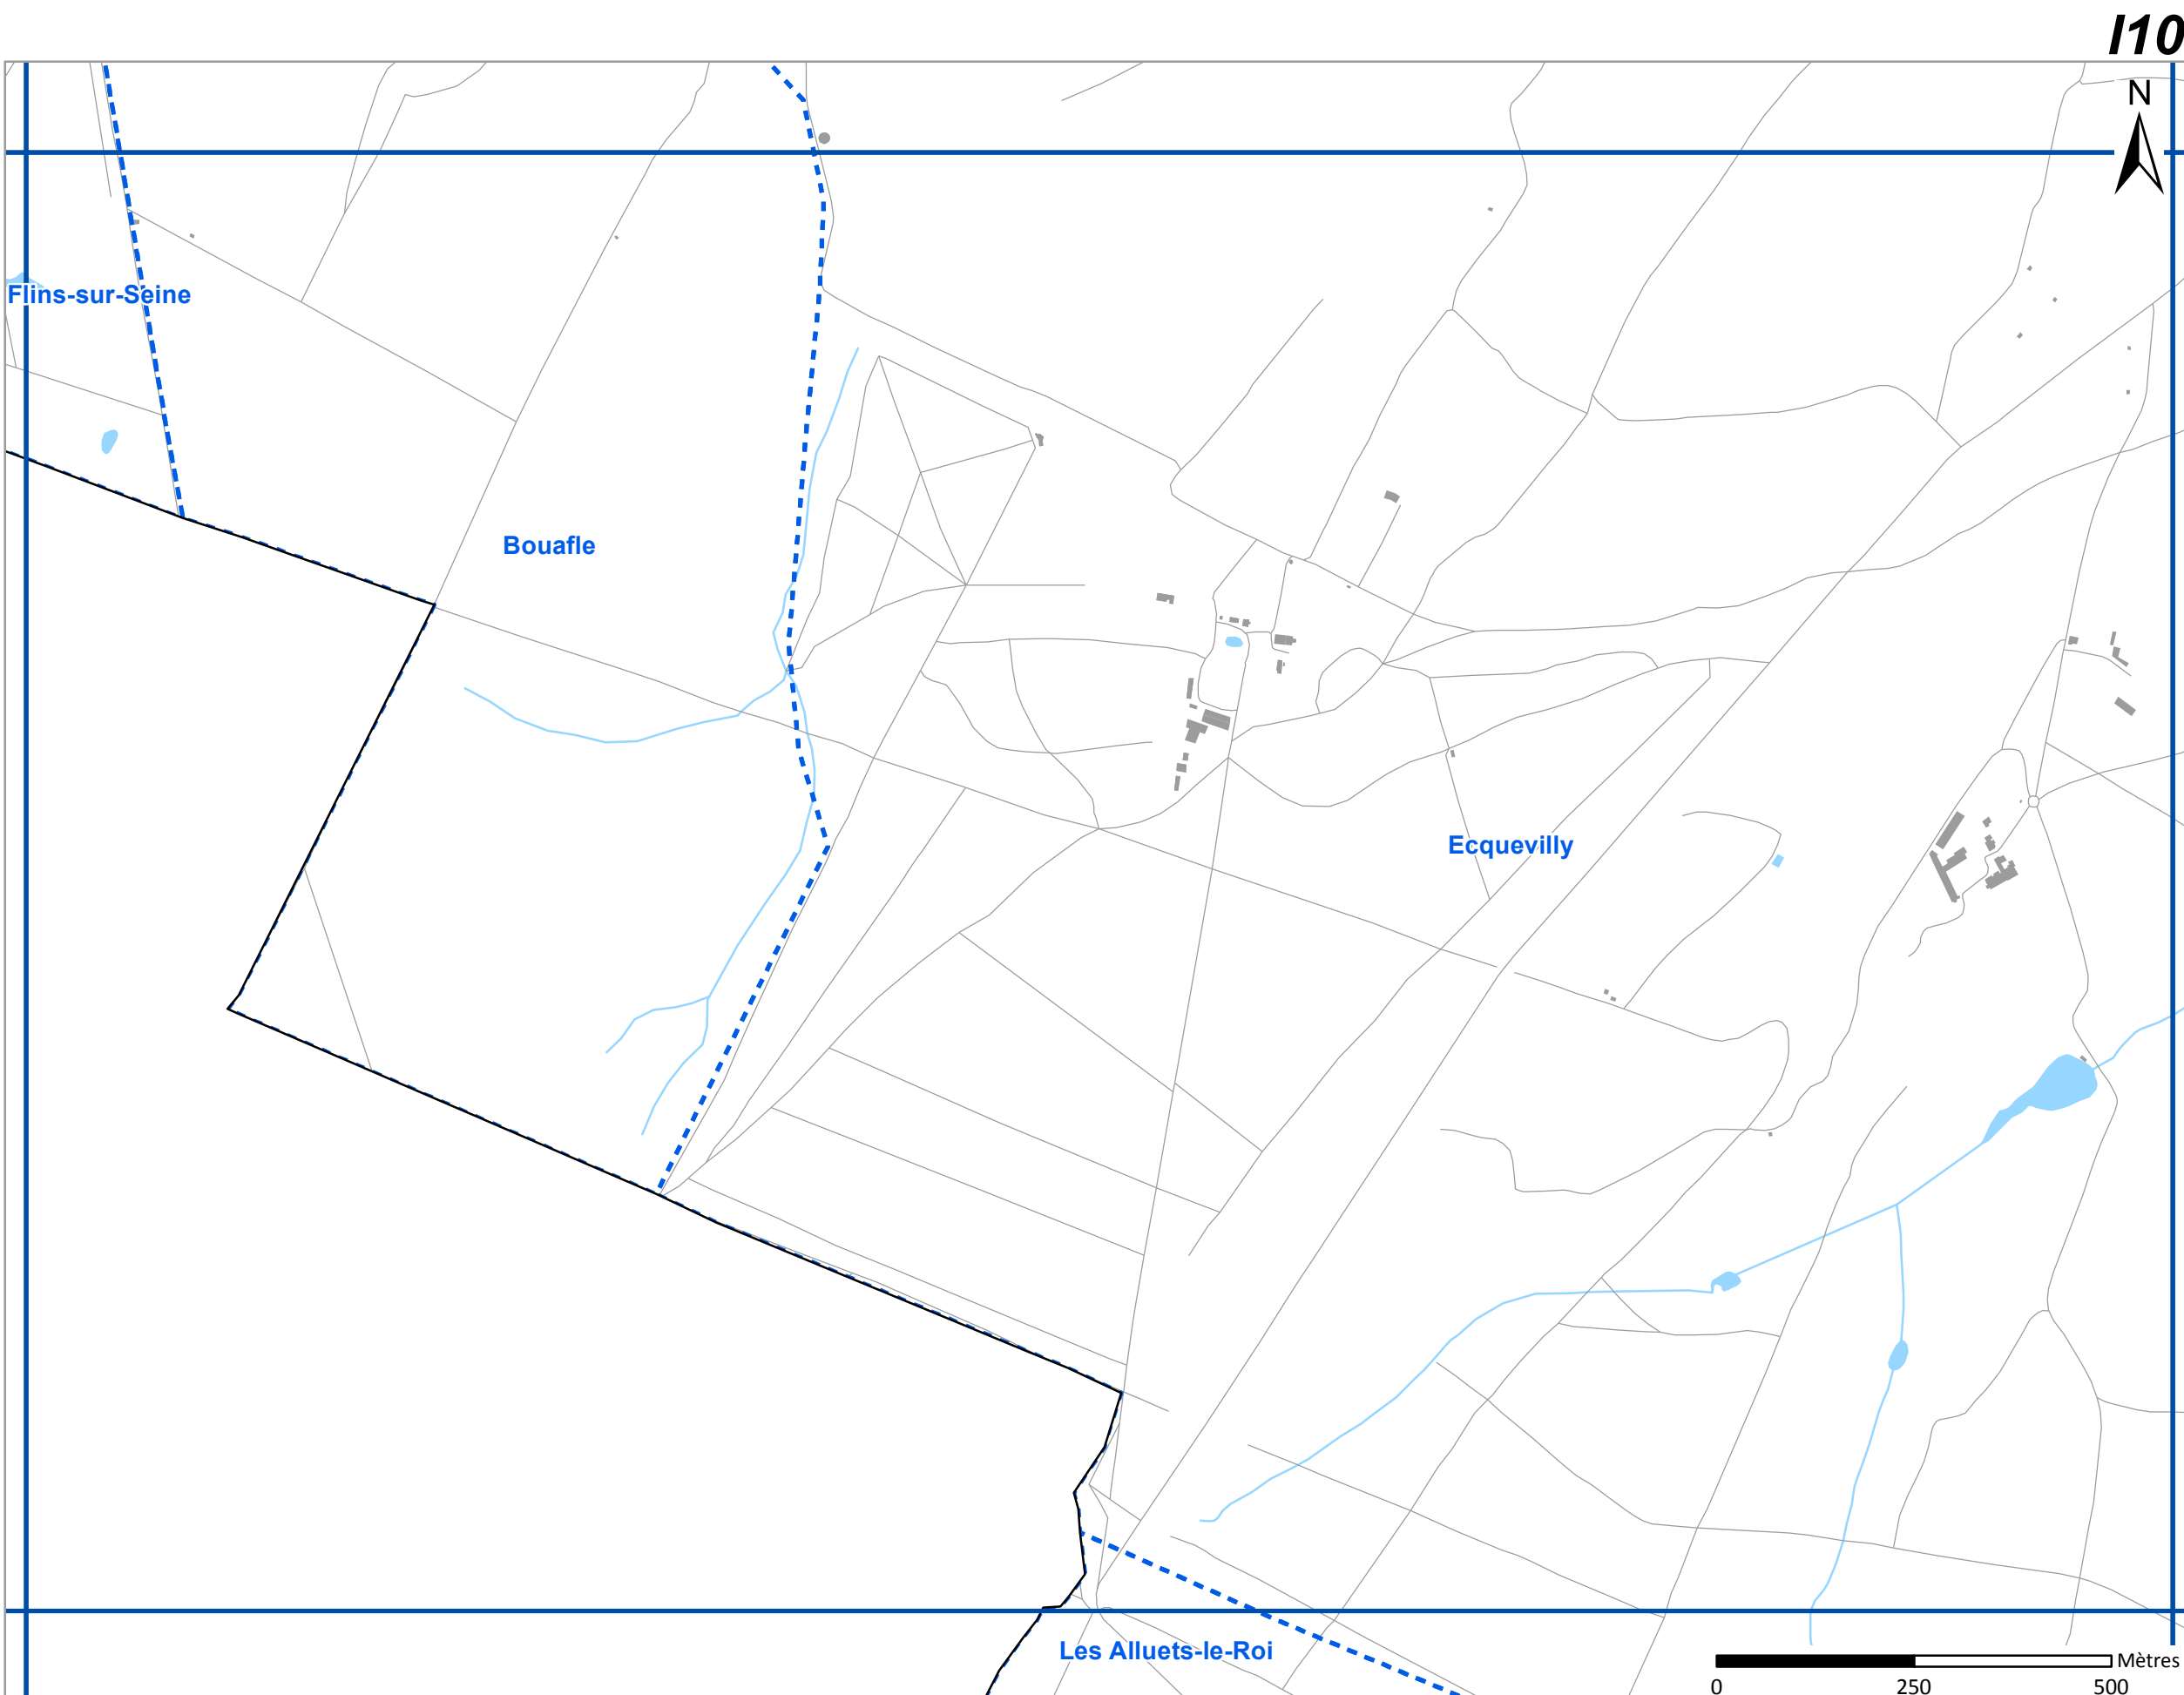 I10
N
Flins-sur-Seine
Bouafle
Ecquevilly
Les Alluets-le-Roi
Mètres
0 250 500